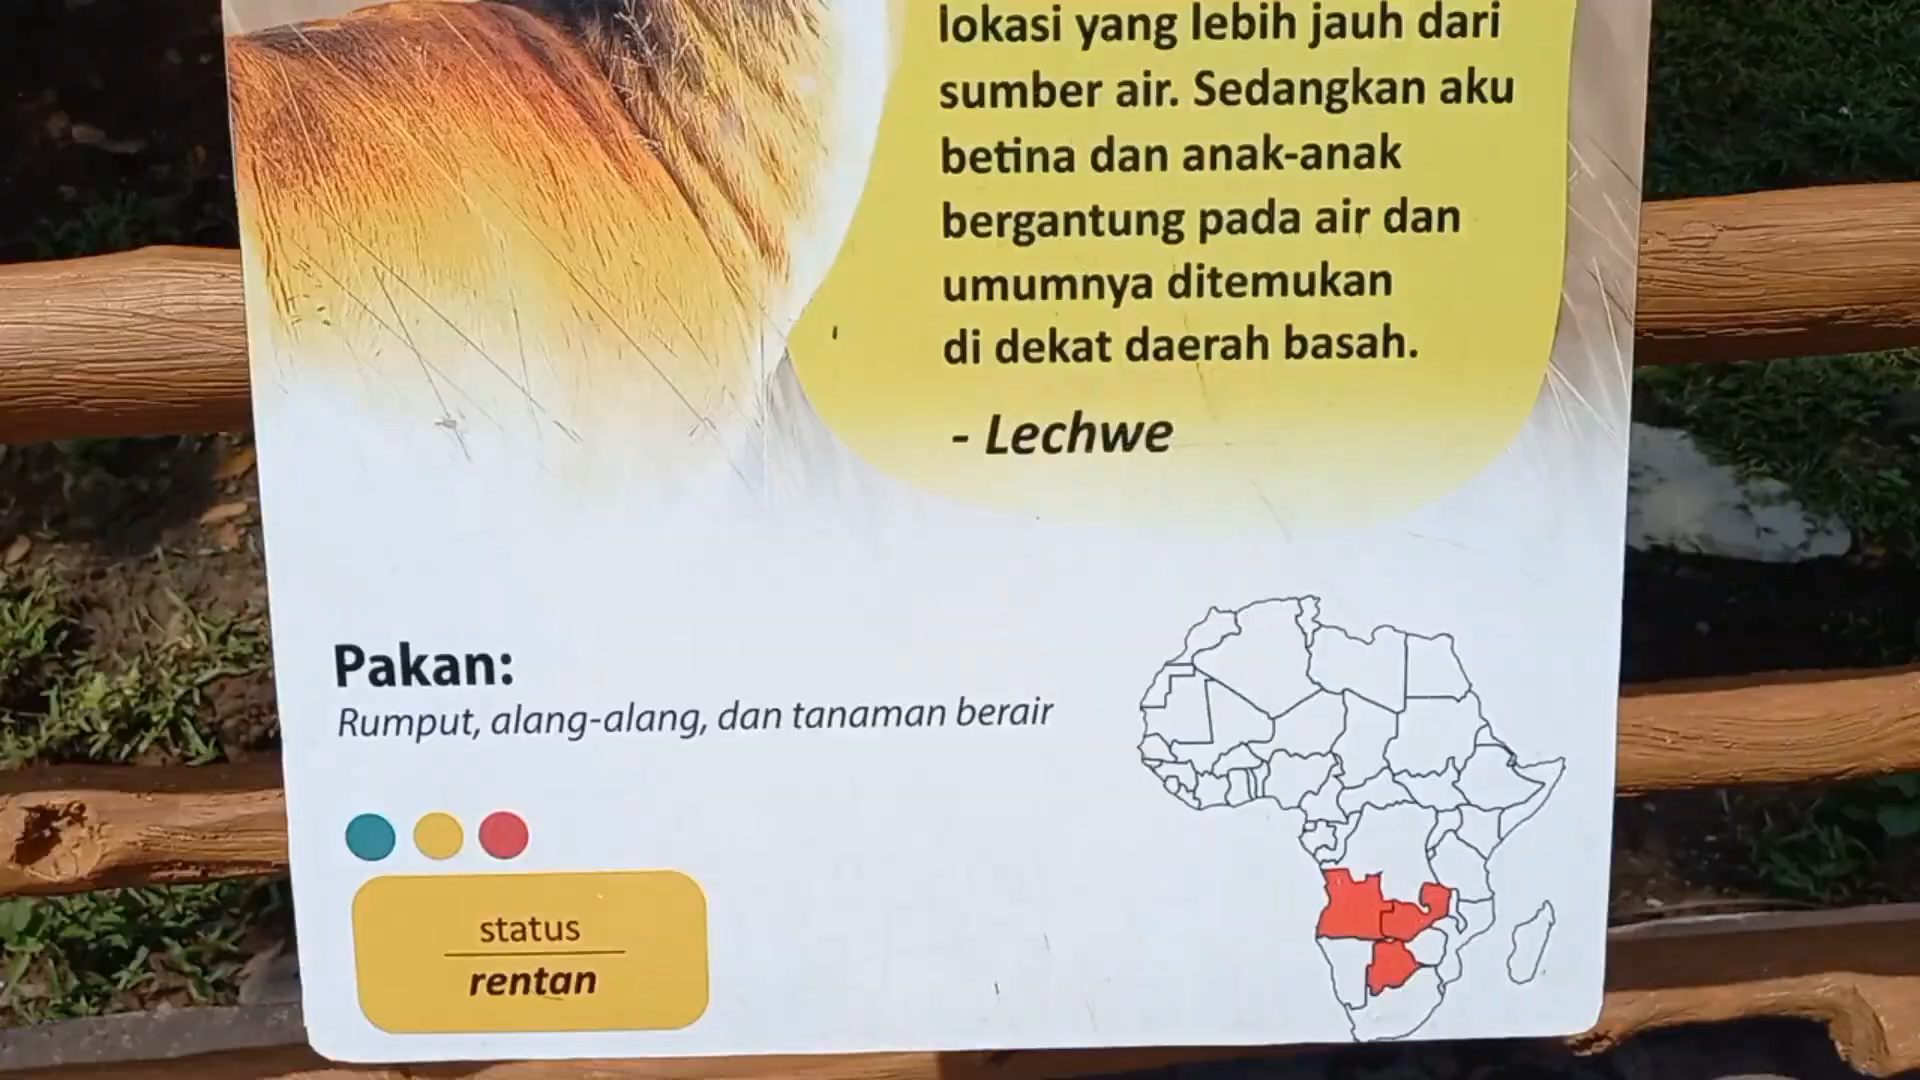 lokasi yang lebih jauh dari
sumber air. Sedangkan aku
betina dan anak-anak
bergantung pada air dan
umumnya ditemukan
di dekat daerah basah.
- Lechwe
Pakan:
Rumput, alang-alang, dan tanaman berair
status
rentan